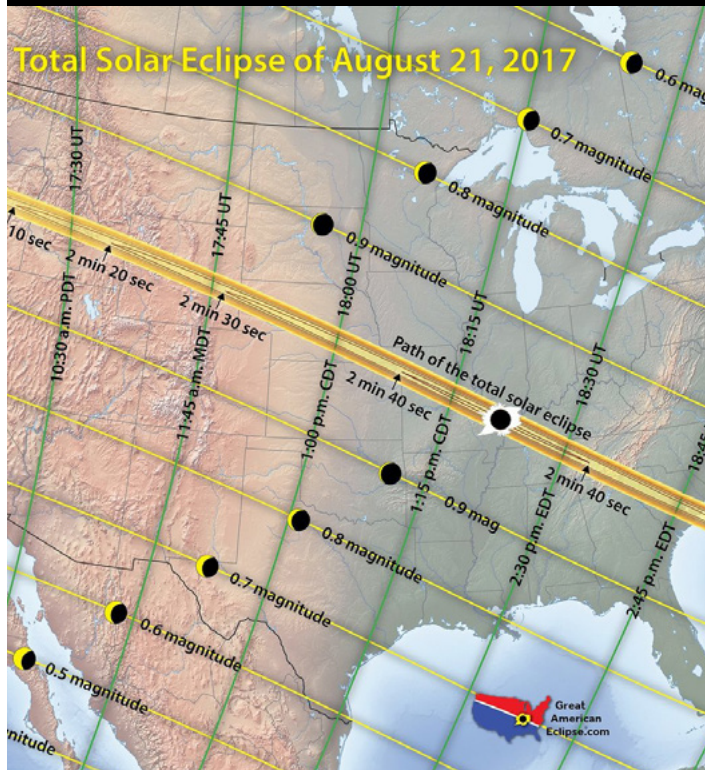 Total Solar Eclipse of August 21, 2017
0.6 mag
0.7 magnitude
0.8 magnitude
0.9 magnitude
17:30 UT
17:45 UT
18:00 UT
18:15 UT
18:30 UT
18:45
10 sec
2 min 20 sec
2 min 30 sec
2 min 40 sec
Path of the total solar eclipse
2 min 40 sec
10:30 a.m. PDT
11:45 a.m. MDT
1:00 p.m. CDT
1:15 p.m. CDT
2:30 p.m. EDT
2:45 p.m. EDT
0.9 mag
0.8 magnitude
0.7 magnitude
0.6 magnitude
0.5 magnitude
nitude
Great
American
Eclipse.com